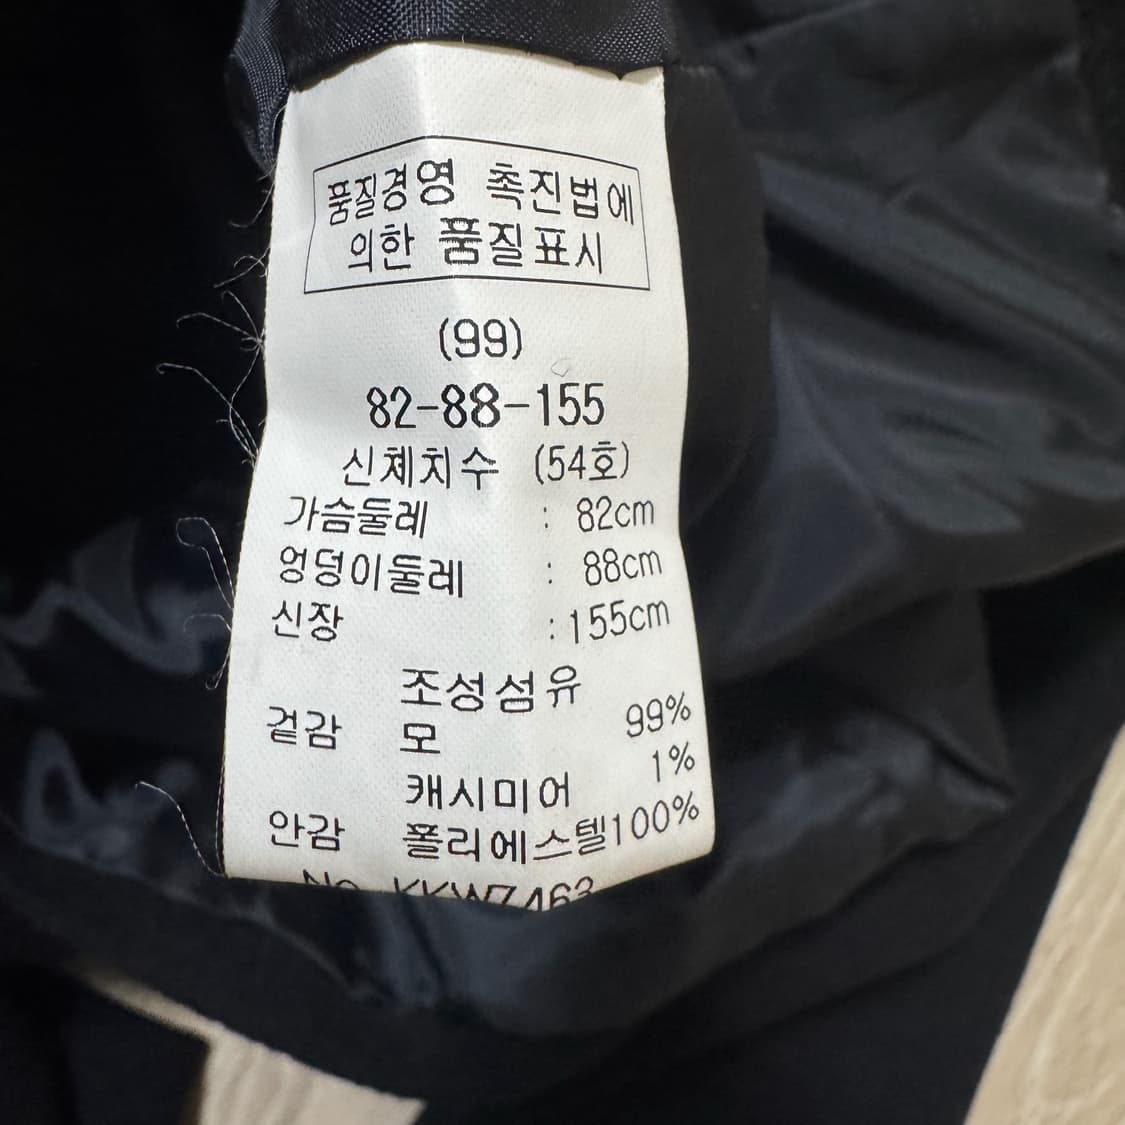 품질경영 촉진법에
의한 품질표시
(99)
82-88-155
신체치수 (54호)
가슴둘레 : 82cm
엉덩이둘레 : 88cm
신장 : 155cm
조성섬유
겉감 모 99%
캐시미어 1%
안감 폴리에스텔100%
No KKW7463